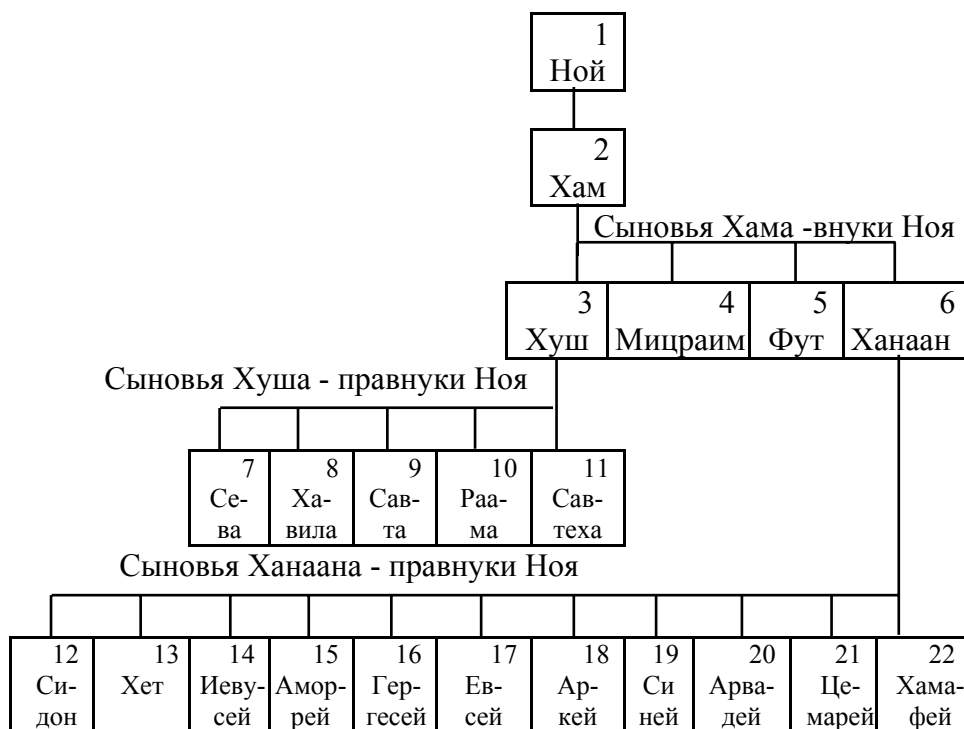 1
Ной
2
Хам
Сыновья Хама -внуки Ноя
3 4 5 6
Хуш Мицраим Фут Ханаан
Сыновья Хуша - правнуки Ноя
7 8 9 10 11
Се- Ха- Сав- Раа- Сав-
ва вила та ма теха
Сыновья Ханаана - правнуки Ноя
12 13 14 15 16 17 18 19 20 21 22
Си- Хет Иеву- Амор- Гер- Ев- Ар- Си Арва- Це- Хама-
дон сей рей гесей сей кей ней дей марей фей